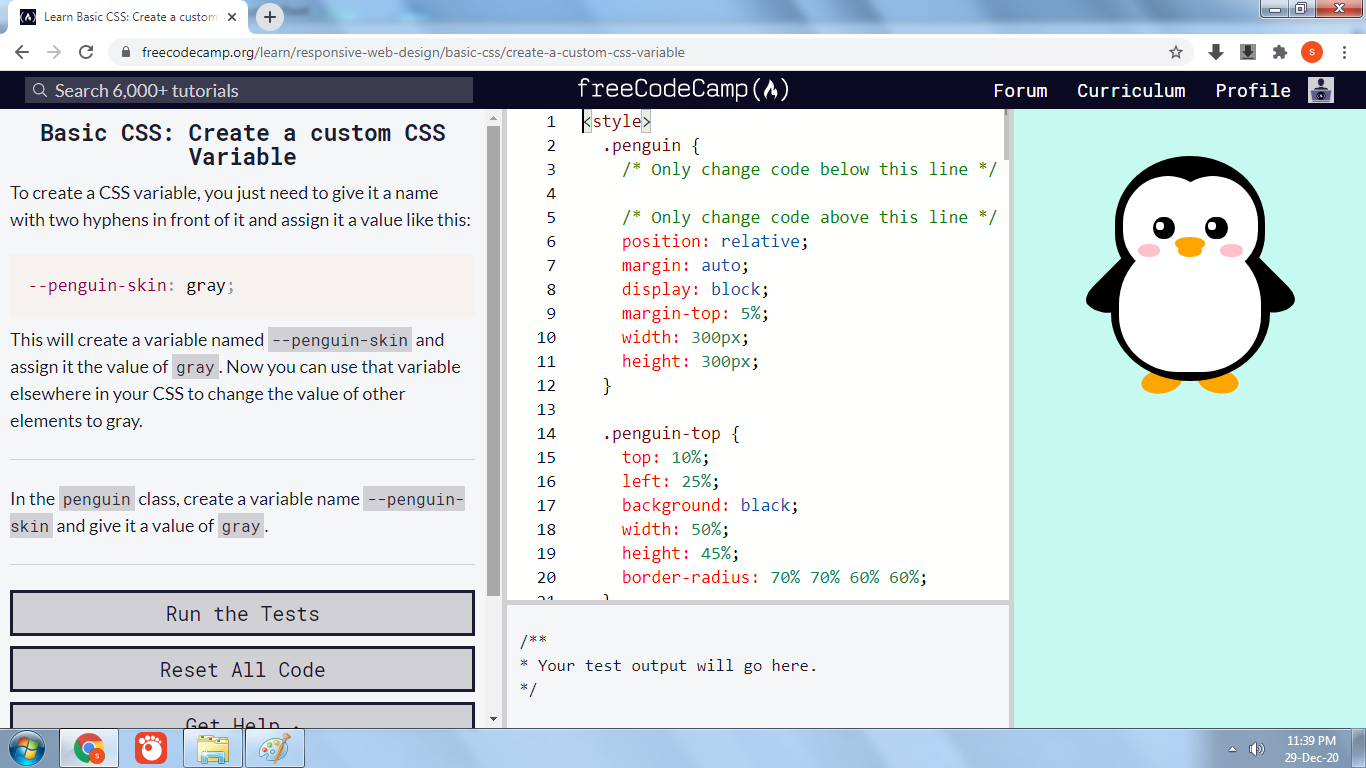 Learn Basic CSS: Create a custom
freecodecamp.org/learn/responsive-web-design/basic-css/create-a-custom-css-variable
S
Search 6,000+ tutorials
freeCodeCamp
Forum Curriculum Profile
Basic CSS: Create a custom CSS
Variable
To create a CSS variable, you just need to give it a name
with two hyphens in front of it and assign it a value like this:
--penguin-skin: gray;
This will create a variable named --penguin-skin and
assign it the value of gray. Now you can use that variable
elsewhere in your CSS to change the value of other
elements to gray.
In the penguin class, create a variable name --penguin-
skin and give it a value of gray.
Run the Tests
Reset All Code
Get Help
1 <style>
2 .penguin {
3 /* Only change code below this line */
4
5 /* Only change code above this line */
6 position: relative;
7 margin: auto;
8 display: block;
9 margin-top: 5%;
10 width: 300px;
11 height: 300px;
12 }
13
14 .penguin-top {
15 top: 10%;
16 left: 25%;
17 background: black;
18 width: 50%;
19 height: 45%;
20 border-radius: 70% 70% 60% 60%;
21 }
/**
* Your test output will go here.
*/
11:39 PM
29-Dec-20